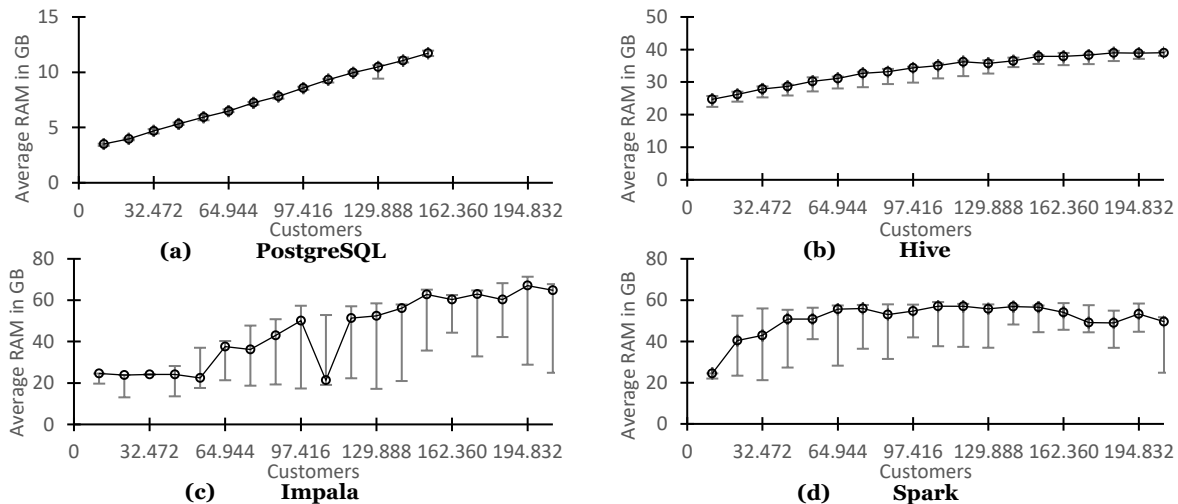 Average RAM in GB
15
10
5
0
0 32.472 64.944 97.416 129.888 162.360 194.832
Customers
(a) PostgreSQL
Average RAM in GB
50
40
30
20
10
0
0 32.472 64.944 97.416 129.888 162.360 194.832
Customers
(b) Hive
Average RAM in GB
80
60
40
20
0
0 32.472 64.944 97.416 129.888 162.360 194.832
Customers
(c) Impala
Average RAM in GB
80
60
40
20
0
0 32.472 64.944 97.416 129.888 162.360 194.832
Customers
(d) Spark